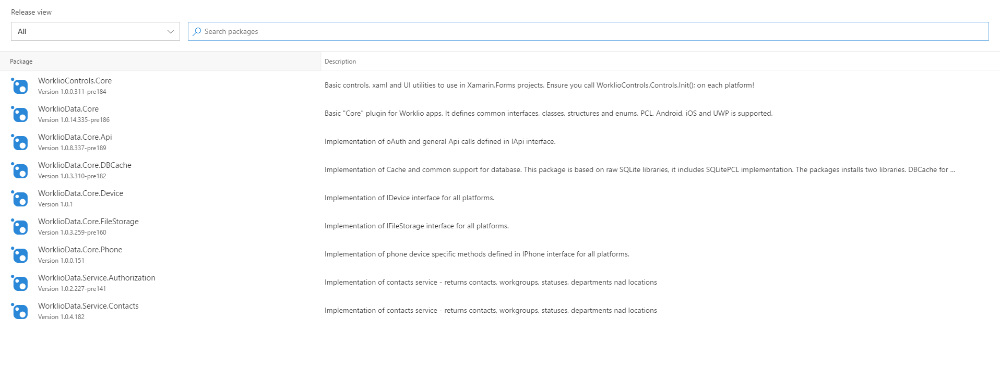 Release view
All
Search packages
Package Description
WorklioControls.Core
Version 1.0.0.311-pre184
Basic controls, xaml and UI utilities to use in Xamarin.Forms projects. Ensure you call WorklioControls.Controls.Init(); on each platform!
WorklioData.Core
Version 1.0.14.335-pre186
Basic "Core" plugin for Worklio apps. It defines common interfaces, classes, structures and enums. PCL, Android, iOS and UWP is supported.
WorklioData.Core.Api
Version 1.0.8.337-pre189
Implementation of oAuth and general Api calls defined in IApi interface.
WorklioData.Core.DBCache
Version 1.0.3.310-pre182
Implementation of Cache and common support for database. This package is based on raw SQLite libraries, it includes SQLitePCL implementation. The packages installs two libraries. DBCache for ...
WorklioData.Core.Device
Version 1.0.1
Implementation of IDevice interface for all platforms.
WorklioData.Core.FileStorage
Version 1.0.3.259-pre160
Implementation of IFileStorage interface for all platforms.
WorklioData.Core.Phone
Version 1.0.0.151
Implementation of phone device specific methods defined in IPhone interface for all platforms.
WorklioData.Service.Authorization
Version 1.0.2.227-pre141
Implementation of contacts service - returns contacts, workgroups, statuses, departments nad locations
WorklioData.Service.Contacts
Version 1.0.4.182
Implementation of contacts service - returns contacts, workgroups, statuses, departments nad locations